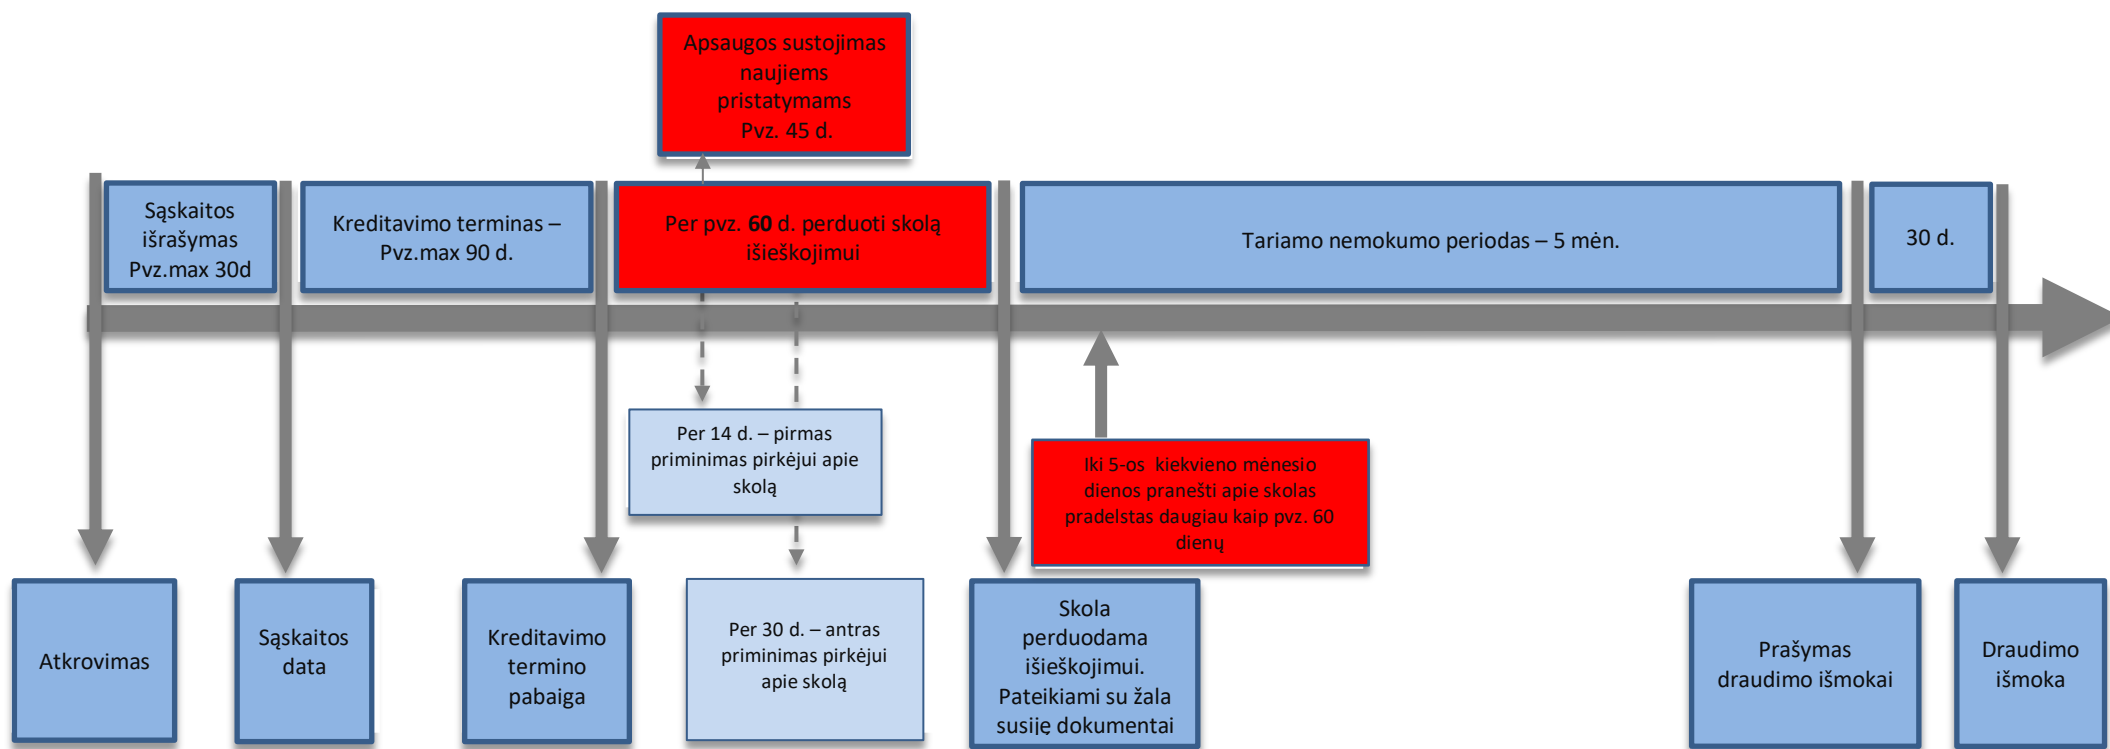 Apsaugos sustojimas
naujiems
pristatymams
Pvz. 45 d.
Sąskaitos
išrašymas
Pvz.max 30d
Kreditavimo terminas –
Pvz.max 90 d.
Per pvz. 60 d. perduoti skolą
išieškojimui
Tariamo nemokumo periodas – 5 mėn.
30 d.
Per 14 d. – pirmas
priminimas pirkėjui apie
skolą
Iki 5-os  kiekvieno mėnesio
dienos pranešti apie skolas
pradelstas daugiau kaip pvz. 60
dienų
Atkrovimas
Sąskaitos
data
Kreditavimo
termino
pabaiga
Per 30 d. – antras
priminimas pirkėjui
apie skolą
Skola
perduodama
išieškojimui.
Pateikiami su žala
susiję dokumentai
Prašymas
draudimo išmokai
Draudimo
išmoka